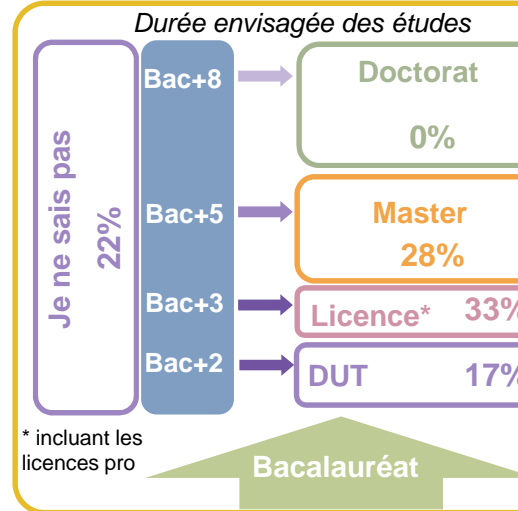 Durée envisagée des études
Je ne sais pas
22%
Bac+8
Doctorat
0%
Bac+5
Master
28%
Bac+3
Licence* 33%
Bac+2
DUT 17%
* incluant les
licences pro
Bacalauréat